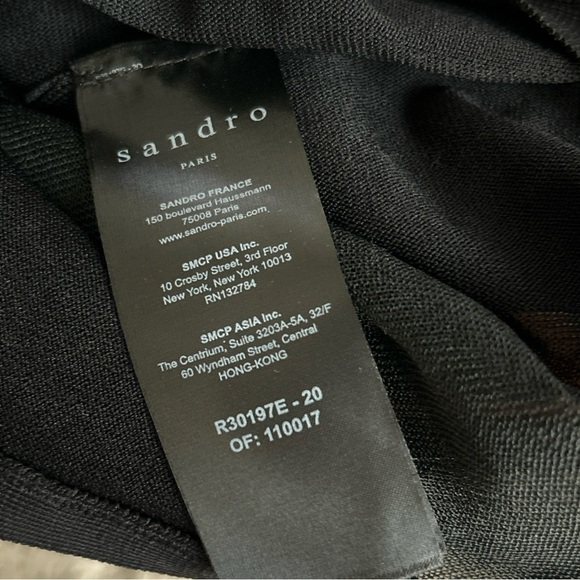 sandro
PARIS
SANDRO FRANCE
150 boulevard Haussmann
75008 Paris
www.sandro-paris.com
SMCP USA Inc.
10 Crosby Street, 3rd Floor
New York, New York 10013
RN132784
SMCP ASIA Inc.
The Centrium, Suite 3203A-5A, 32/F
60 Wyndham Street, Central
HONG-KONG
R30197E - 20
OF: 110017